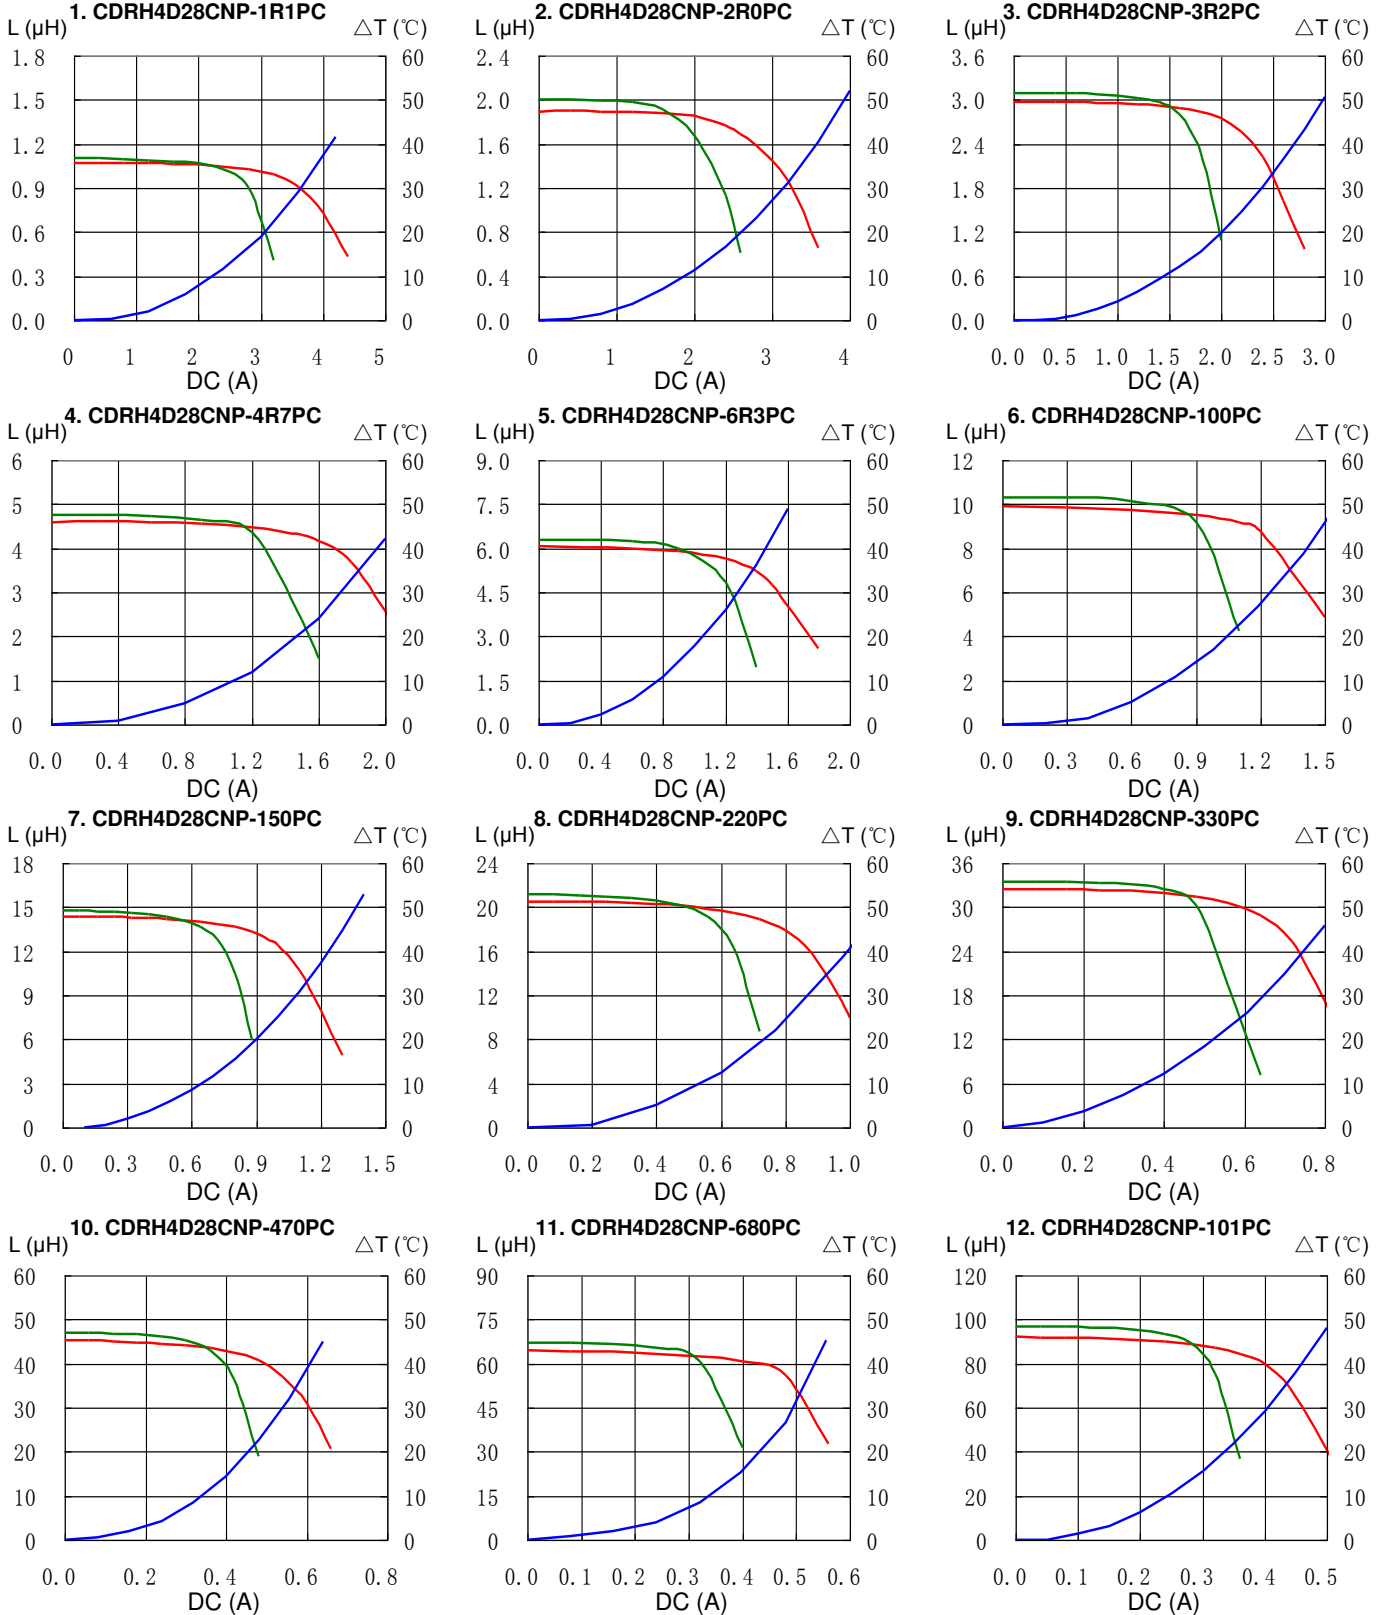 1. CDRH4D28CNP-1R1PC
L (μH) △T (℃)
1.8 60
1.5 50
1.2 40
0.9 30
0.6 20
0.3 10
0.0 0
0 1 2 3 4 5
DC (A)
2. CDRH4D28CNP-2R0PC
L (μH) △T (℃)
2.4 60
2.0 50
1.6 40
1.2 30
0.8 20
0.4 10
0.0 0
0 1 2 3 4
DC (A)
3. CDRH4D28CNP-3R2PC
L (μH) △T (℃)
3.6 60
3.0 50
2.4 40
1.8 30
1.2 20
0.6 10
0.0 0
0.0 0.5 1.0 1.5 2.0 2.5 3.0
DC (A)
4. CDRH4D28CNP-4R7PC
L (μH) △T (℃)
6 60
5 50
4 40
3 30
2 20
1 10
0 0
0.0 0.4 0.8 1.2 1.6 2.0
DC (A)
5. CDRH4D28CNP-6R3PC
L (μH) △T (℃)
9.0 60
7.5 50
6.0 40
4.5 30
3.0 20
1.5 10
0.0 0
0.0 0.4 0.8 1.2 1.6 2.0
DC (A)
6. CDRH4D28CNP-100PC
L (μH) △T (℃)
12 60
10 50
8 40
6 30
4 20
2 10
0 0
0.0 0.3 0.6 0.9 1.2 1.5
DC (A)
7. CDRH4D28CNP-150PC
L (μH) △T (℃)
18 60
15 50
12 40
9 30
6 20
3 10
0 0
0.0 0.3 0.6 0.9 1.2 1.5
DC (A)
8. CDRH4D28CNP-220PC
L (μH) △T (℃)
24 60
20 50
16 40
12 30
8 20
4 10
0 0
0.0 0.2 0.4 0.6 0.8 1.0
DC (A)
9. CDRH4D28CNP-330PC
L (μH) △T (℃)
36 60
30 50
24 40
18 30
12 20
6 10
0 0
0.0 0.2 0.4 0.6 0.8
DC (A)
10. CDRH4D28CNP-470PC
L (μH) △T (℃)
60 60
50 50
40 40
30 30
20 20
10 10
0 0
0.0 0.2 0.4 0.6 0.8
DC (A)
11. CDRH4D28CNP-680PC
L (μH) △T (℃)
90 60
75 50
60 40
45 30
30 20
15 10
0 0
0.0 0.1 0.2 0.3 0.4 0.5 0.6
DC (A)
12. CDRH4D28CNP-101PC
L (μH) △T (℃)
120 60
100 50
80 40
60 30
40 20
20 10
0 0
0.0 0.1 0.2 0.3 0.4 0.5
DC (A)